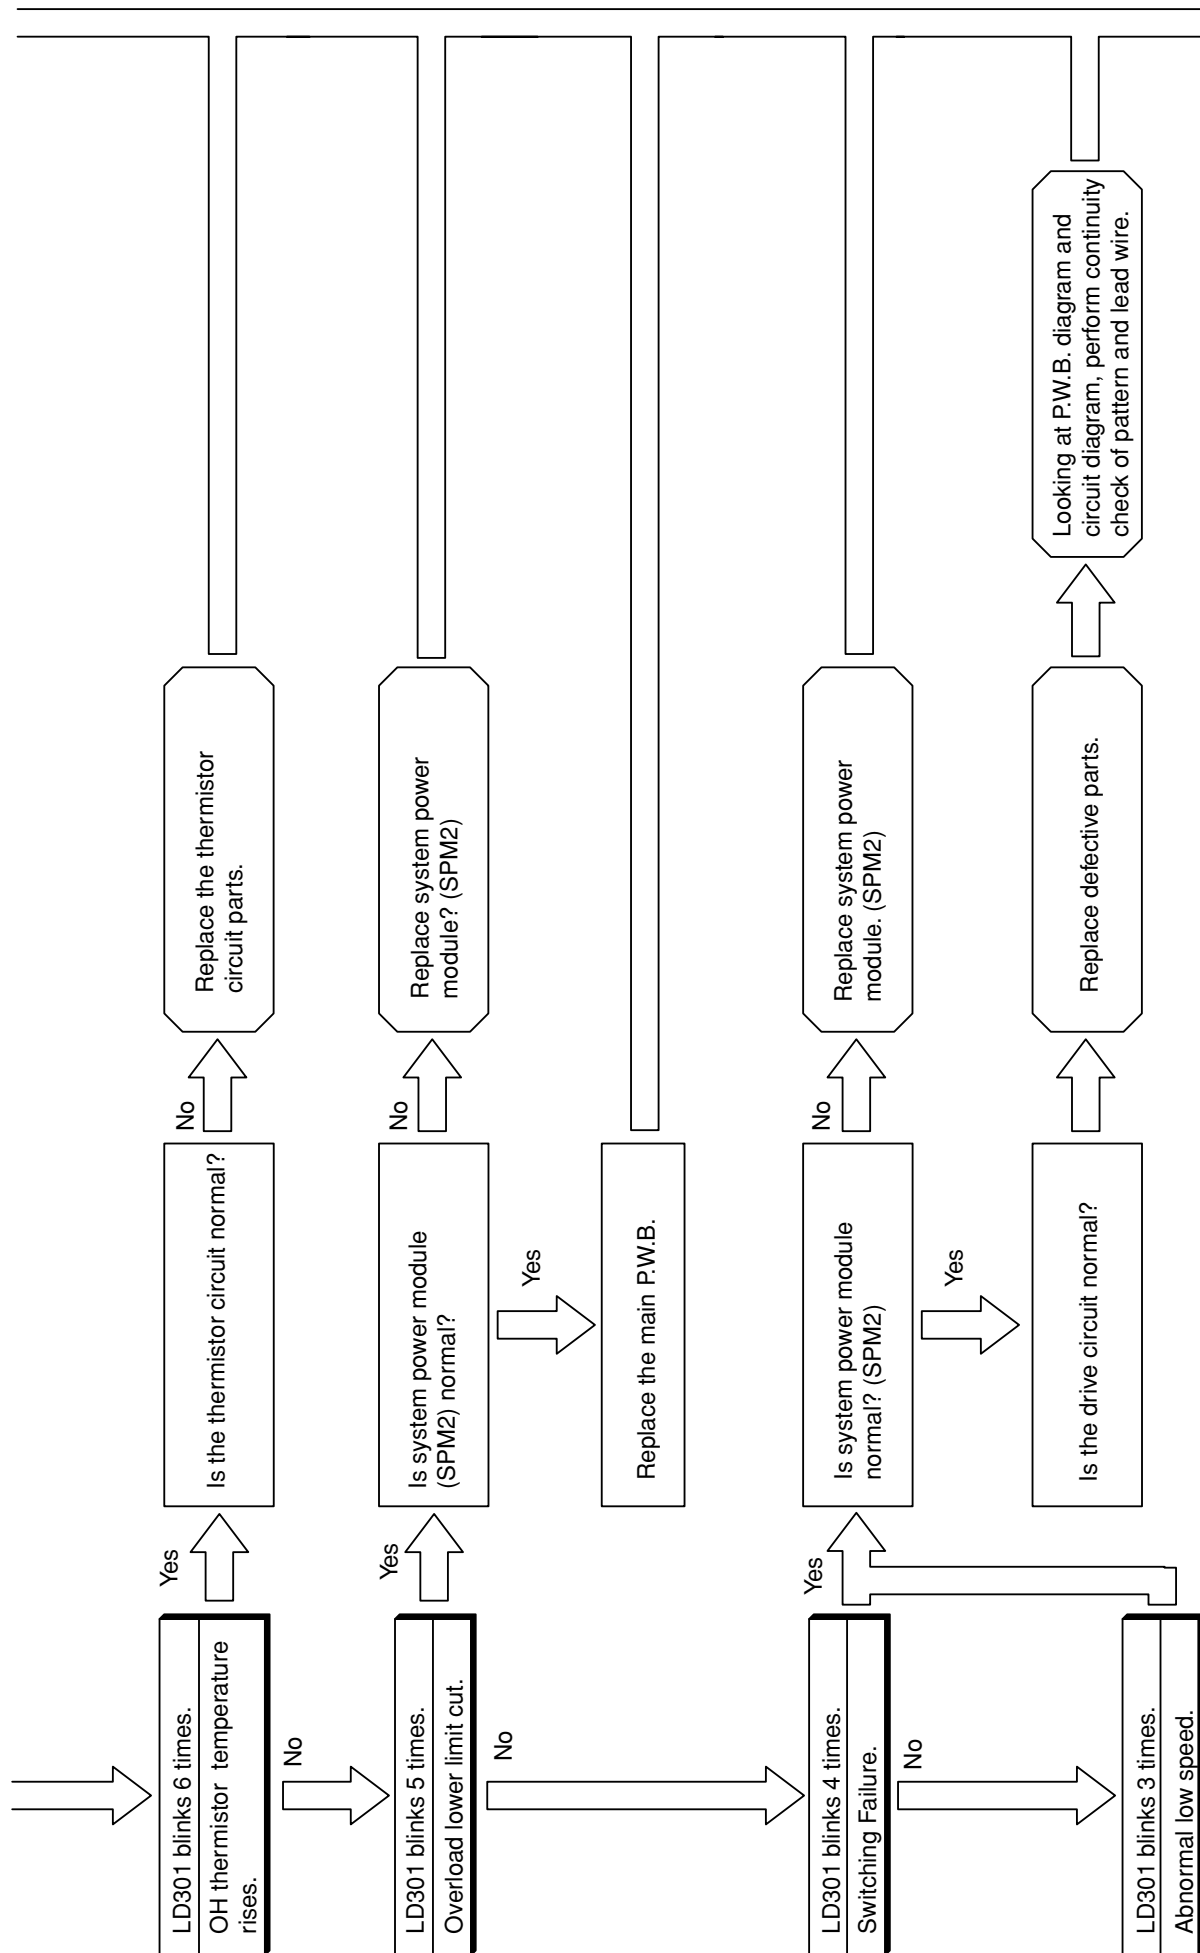 LD301 blinks 6 times.
OH thermistor temperature
rises.
Yes
Is the thermistor circuit normal?
No
Replace the thermistor
circuit parts.
No
LD301 blinks 5 times.
Overload lower limit cut.
Yes
Is system power module
(SPM2) normal?
No
Replace system power
module? (SPM2)
Yes
Replace the main P.W.B.
No
LD301 blinks 4 times.
Switching Failure.
Yes
Is system power module
normal? (SPM2)
No
Replace system power
module. (SPM2)
Yes
Is the drive circuit normal?
Replace defective parts.
Looking at P.W.B. diagram and
circuit diagram, perform continuity
check of pattern and lead wire.
No
LD301 blinks 3 times.
Abnormal low speed.